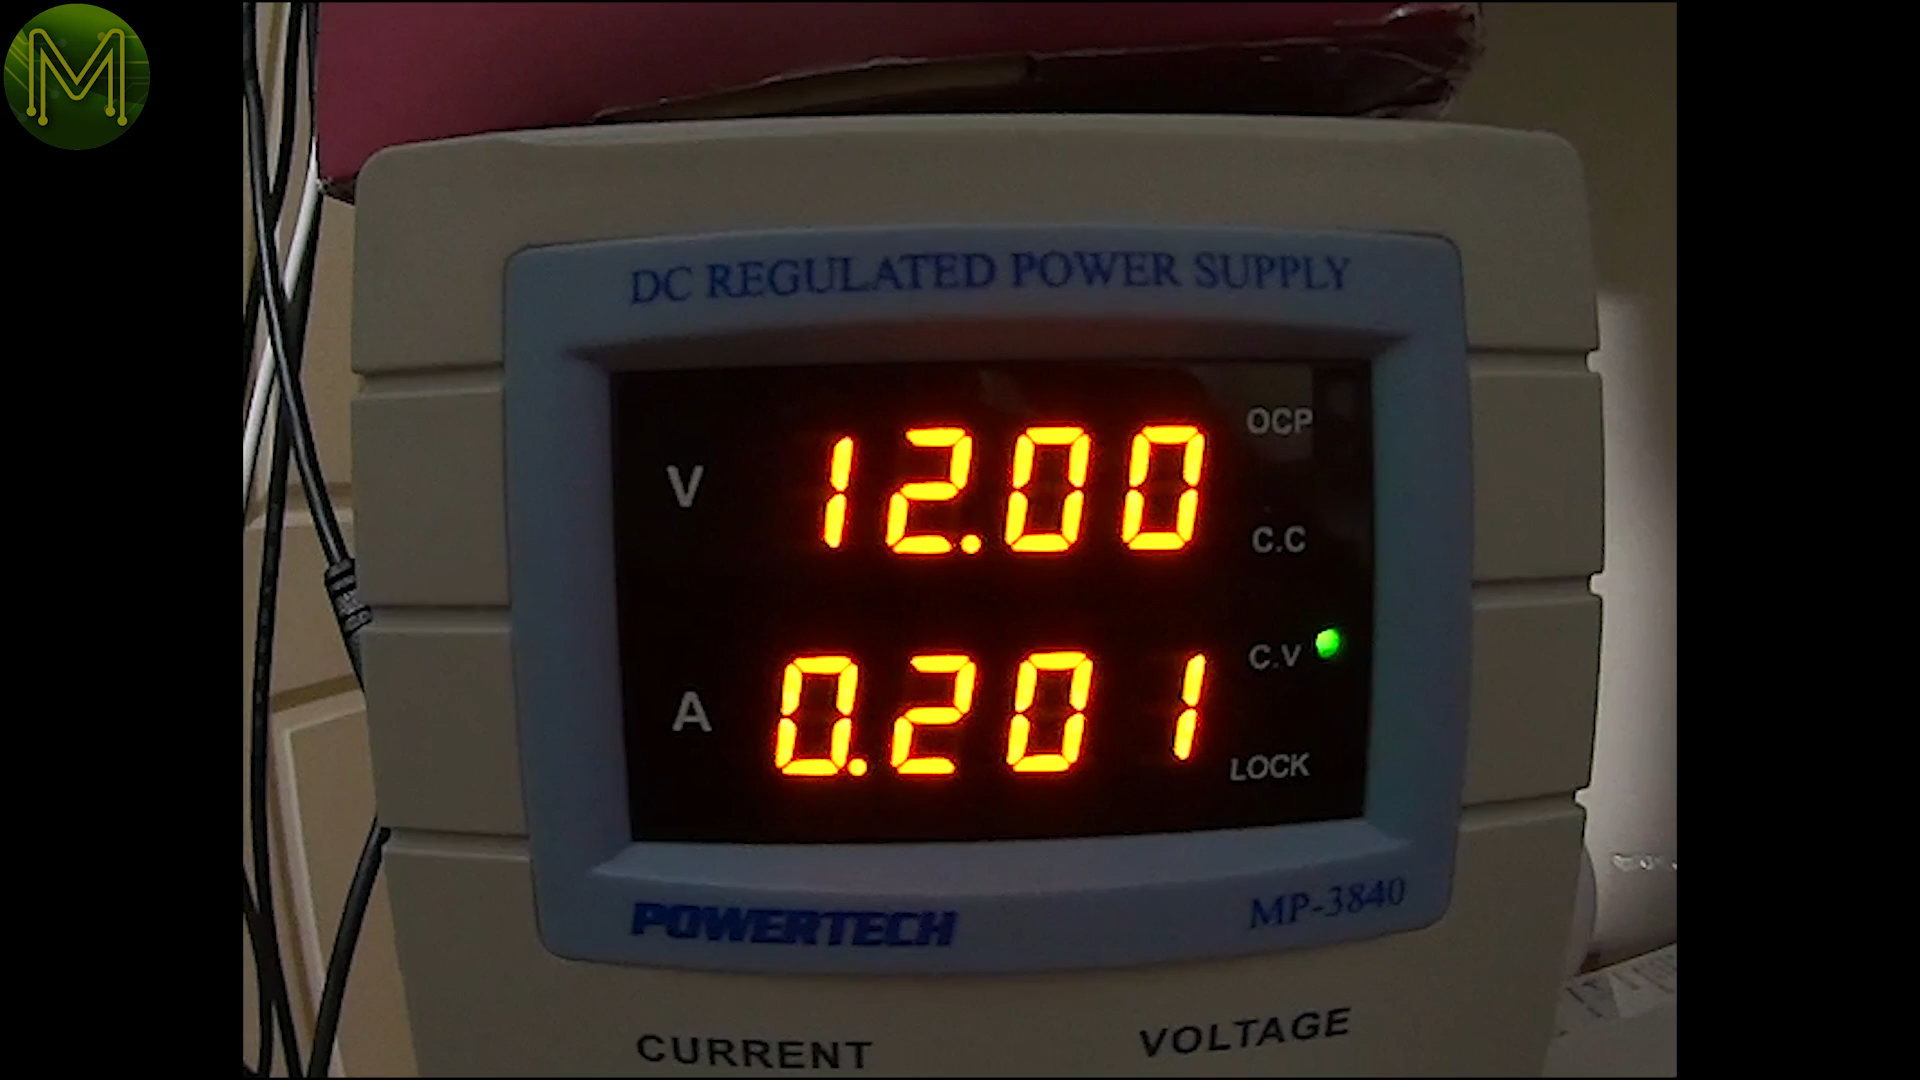 M
DC REGULATED POWER SUPPLY
V 12.00 OCP
C.C
C.V
A 0.201
LOCK
POWERTECH MP-3840
CURRENT VOLTAGE